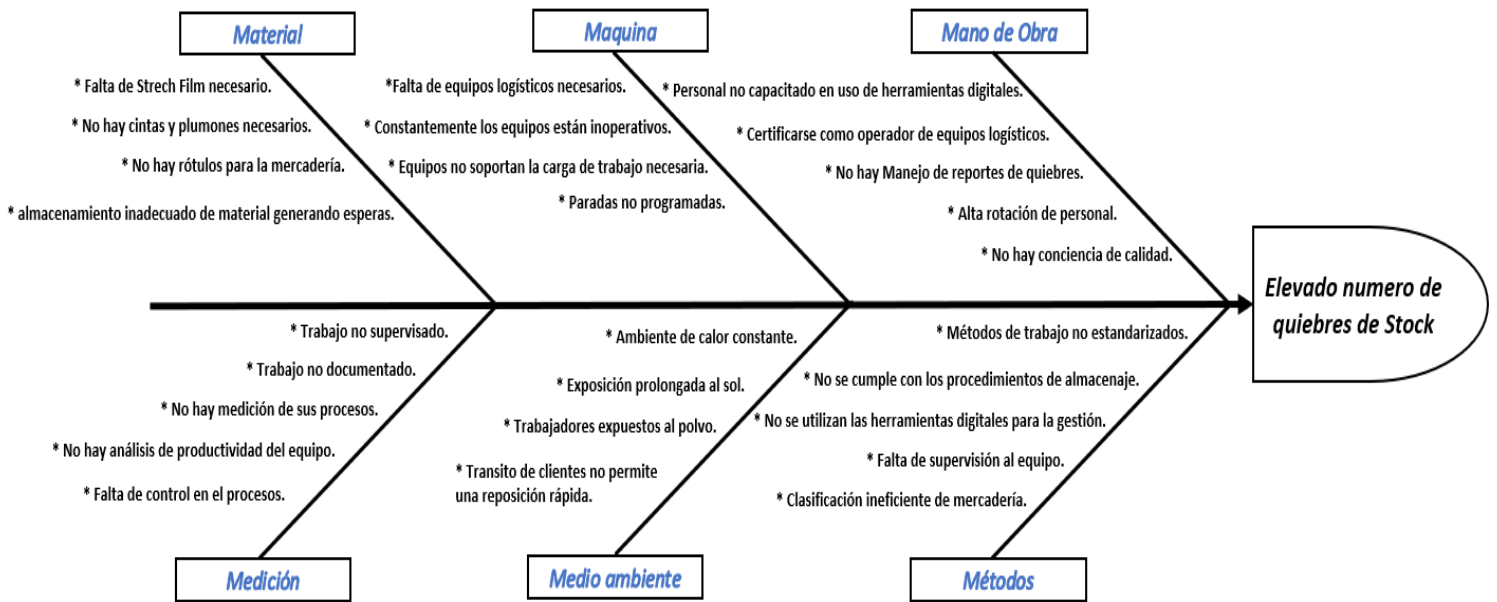 Material
* Falta de Strech Film necesario.
* No hay cintas y plumones necesarios.
* No hay rótulos para la mercadería.
* almacenamiento inadecuado de material generando esperas.
Maquina
*Falta de equipos logísticos necesarios.
* Constantemente los equipos están inoperativos.
* Equipos no soportan la carga de trabajo necesaria.
* Paradas no programadas.
Mano de Obra
* Personal no capacitado en uso de herramientas digitales.
* Certificarse como operador de equipos logísticos.
* No hay Manejo de reportes de quiebres.
* Alta rotación de personal.
* No hay conciencia de calidad.
Elevado numero de
quiebres de Stock
* Trabajo no supervisado.
* Trabajo no documentado.
* No hay medición de sus procesos.
* No hay análisis de productividad del equipo.
* Falta de control en el procesos.
Medición
* Ambiente de calor constante.
* Exposición prolongada al sol.
* Trabajadores expuestos al polvo.
* Transito de clientes no permite
una reposición rápida.
Medio ambiente
* Métodos de trabajo no estandarizados.
* No se cumple con los procedimientos de almacenaje.
* No se utilizan las herramientas digitales para la gestión.
* Falta de supervisión al equipo.
* Clasificación ineficiente de mercadería.
Métodos